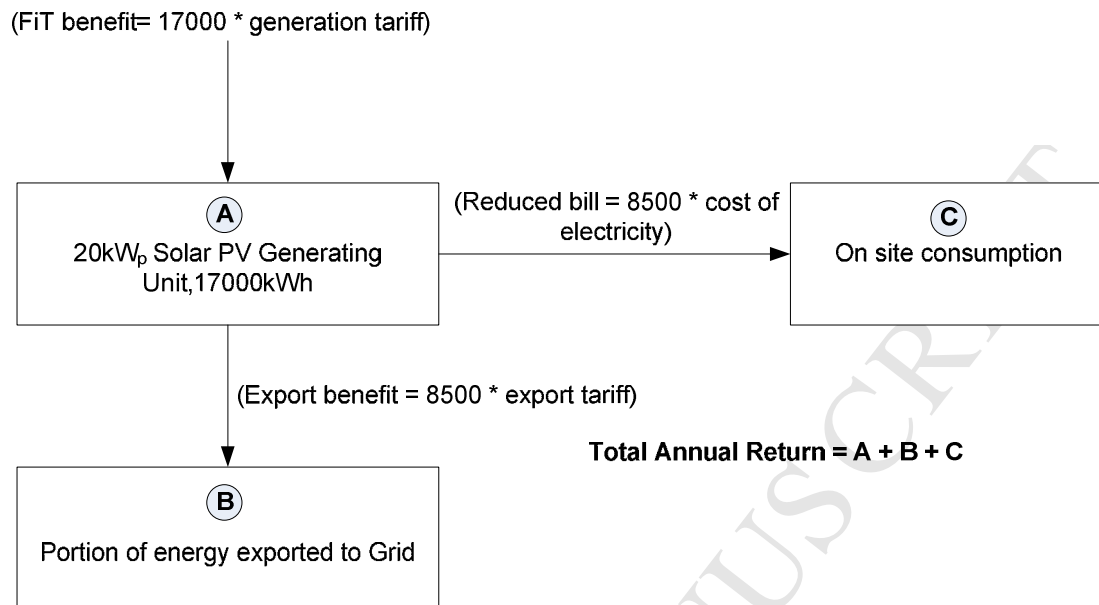 (FiT benefit= 17000 * generation tariff)
A
20kWp Solar PV Generating
Unit,17000kWh
(Reduced bill = 8500 * cost of
electricity)
C
On site consumption
(Export benefit = 8500 * export tariff)
Total Annual Return = A + B + C
B
Portion of energy exported to Grid